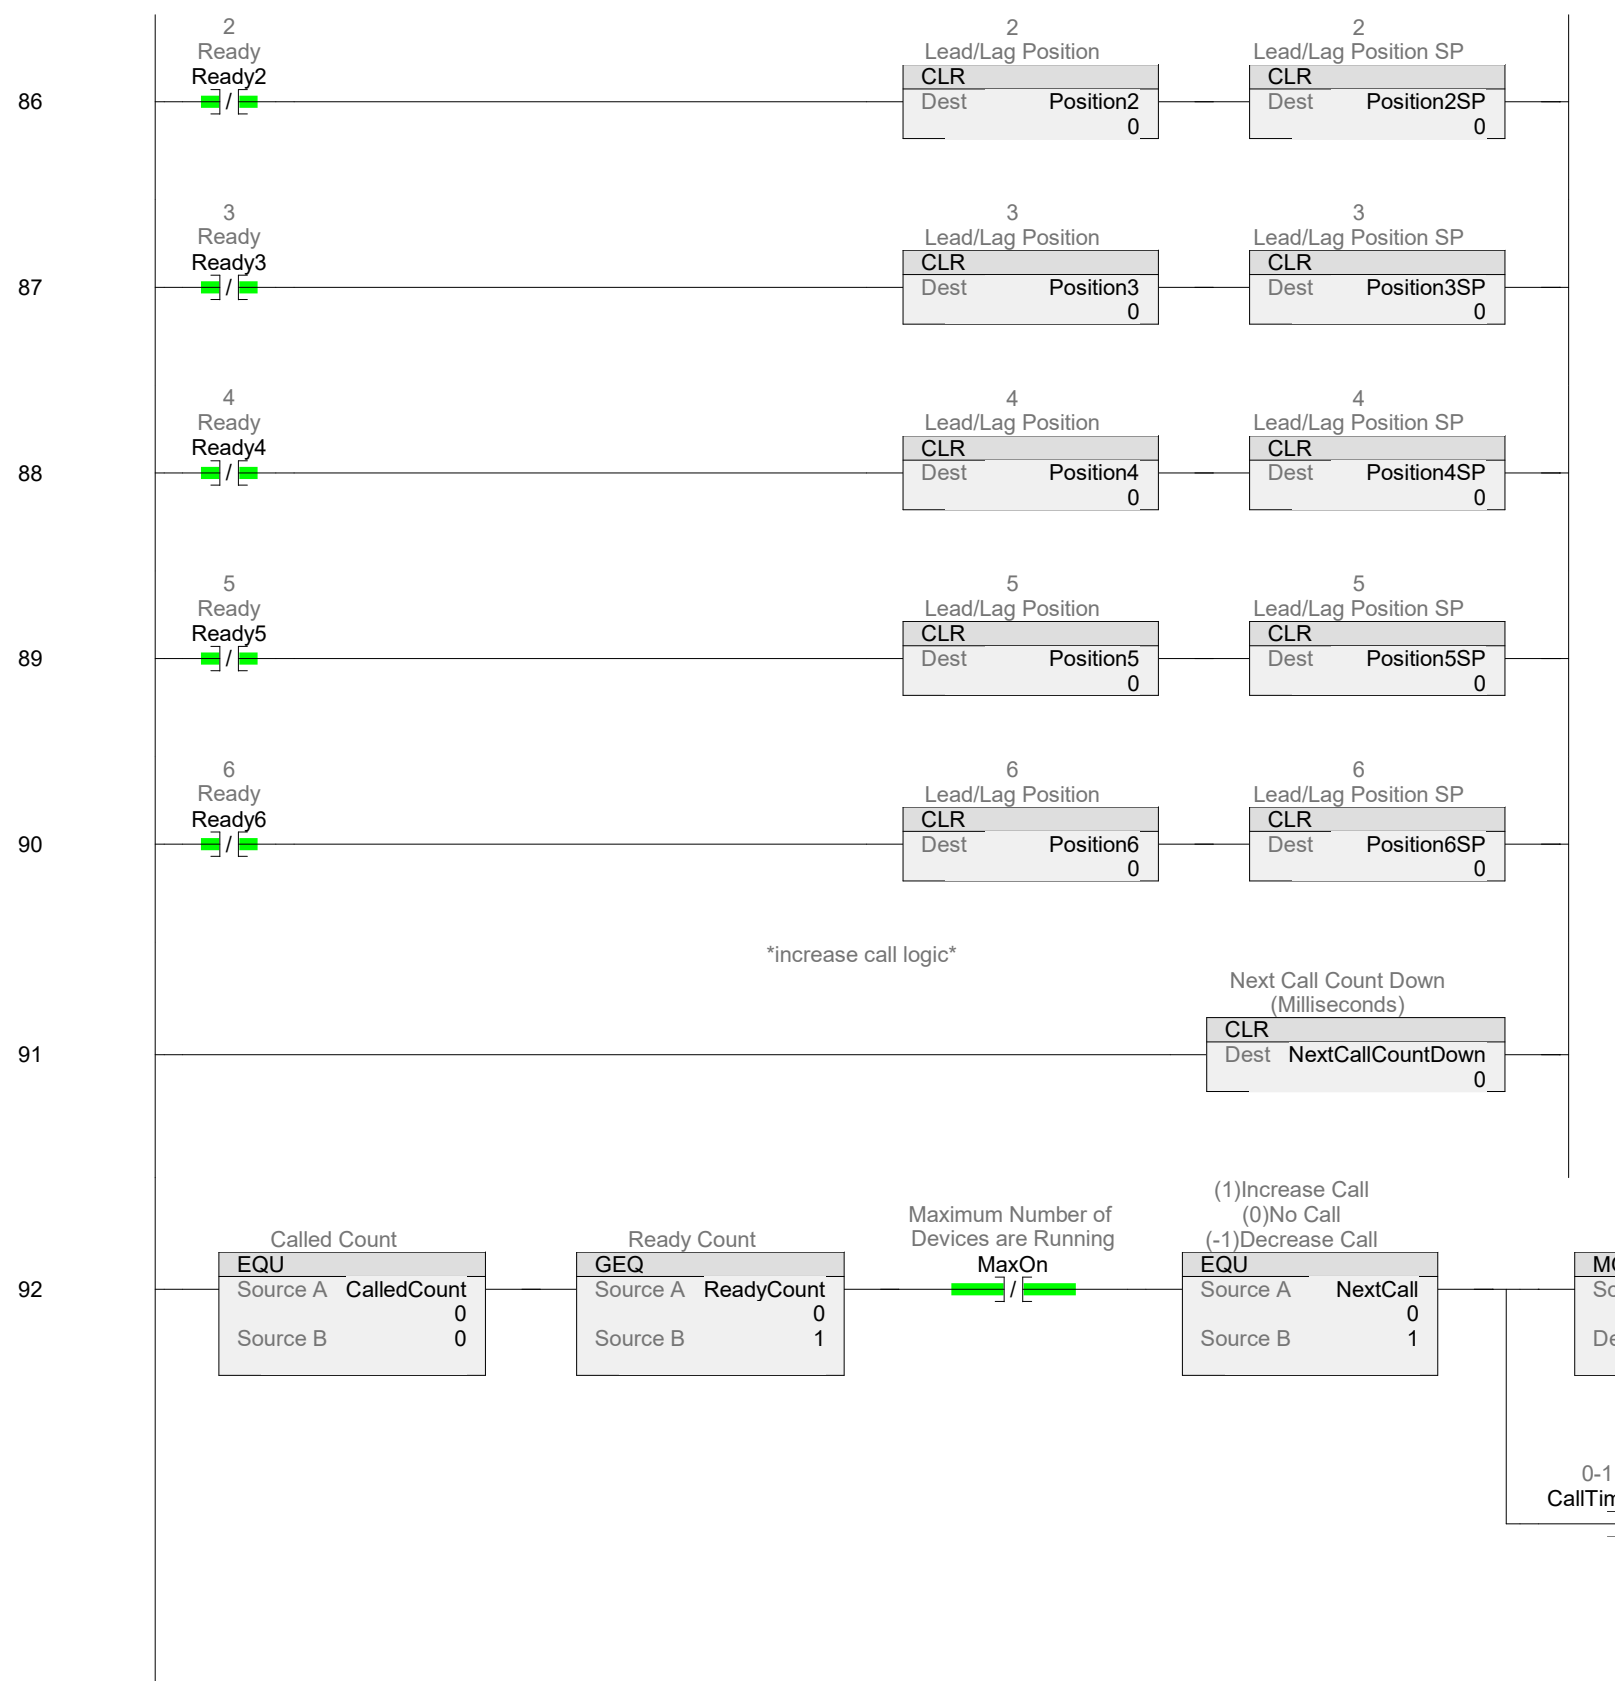 2 2 2
Ready Lead/Lag Position Lead/Lag Position SP
Ready2 CLR CLR
86 / Dest Position2 Dest Position2SP
0 0
3 3 3
Ready Lead/Lag Position Lead/Lag Position SP
Ready3 CLR CLR
87 / Dest Position3 Dest Position3SP
0 0
4 4 4
Ready Lead/Lag Position Lead/Lag Position SP
Ready4 CLR CLR
88 / Dest Position4 Dest Position4SP
0 0
5 5 5
Ready Lead/Lag Position Lead/Lag Position SP
Ready5 CLR CLR
89 / Dest Position5 Dest Position5SP
0 0
6 6 6
Ready Lead/Lag Position Lead/Lag Position SP
Ready6 CLR CLR
90 / Dest Position6 Dest Position6SP
0 0
*increase call logic*
Next Call Count Down
(Milliseconds)
CLR
91 Dest NextCallCountDown
0
(1)Increase Call
Maximum Number of (0)No Call
Called Count Ready Count Devices are Running (-1)Decrease Call
EQU GEQ MaxOn EQU
92 Source A CalledCount Source A ReadyCount / Source A NextCall
0 0 0
Source B 0 Source B 1 Source B 1
0-1